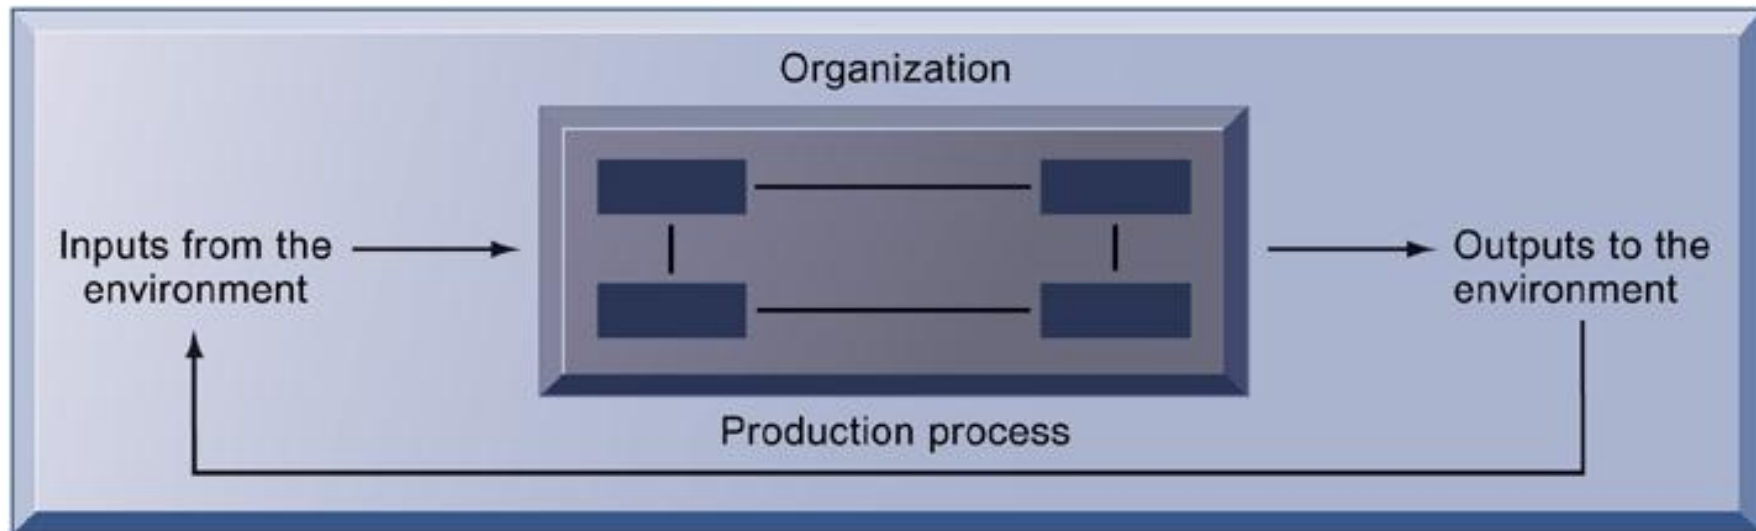 Organization
Inputs from the
environment
Outputs to the
environment
Production process